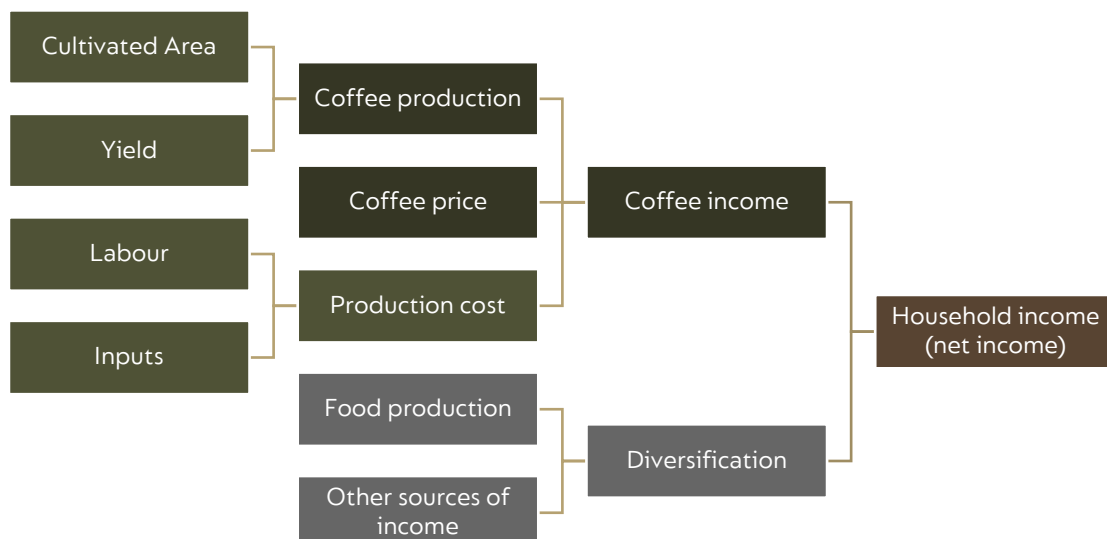 Cultivated Area
Yield
Labour
Inputs
Coffee production
Coffee price
Production cost
Food production
Other sources of
income
Coffee income
Diversification
Household income
(net income)